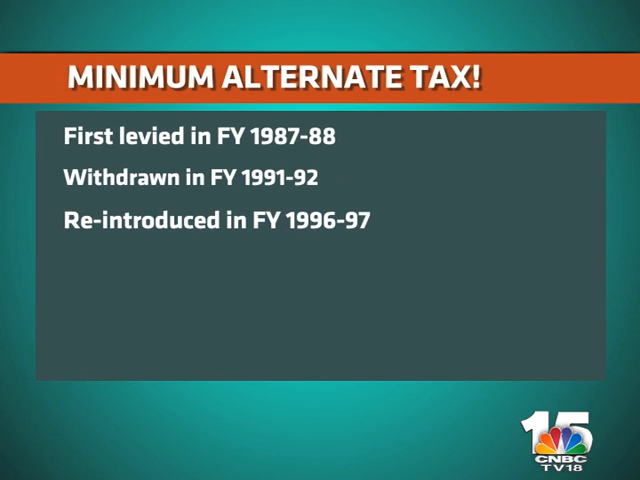 MINIMUM ALTERNATE TAX!
First levied in FY 1987-88
Withdrawn in FY 1991-92
Re-introduced in FY 1996-97
15
CNBC
TV18